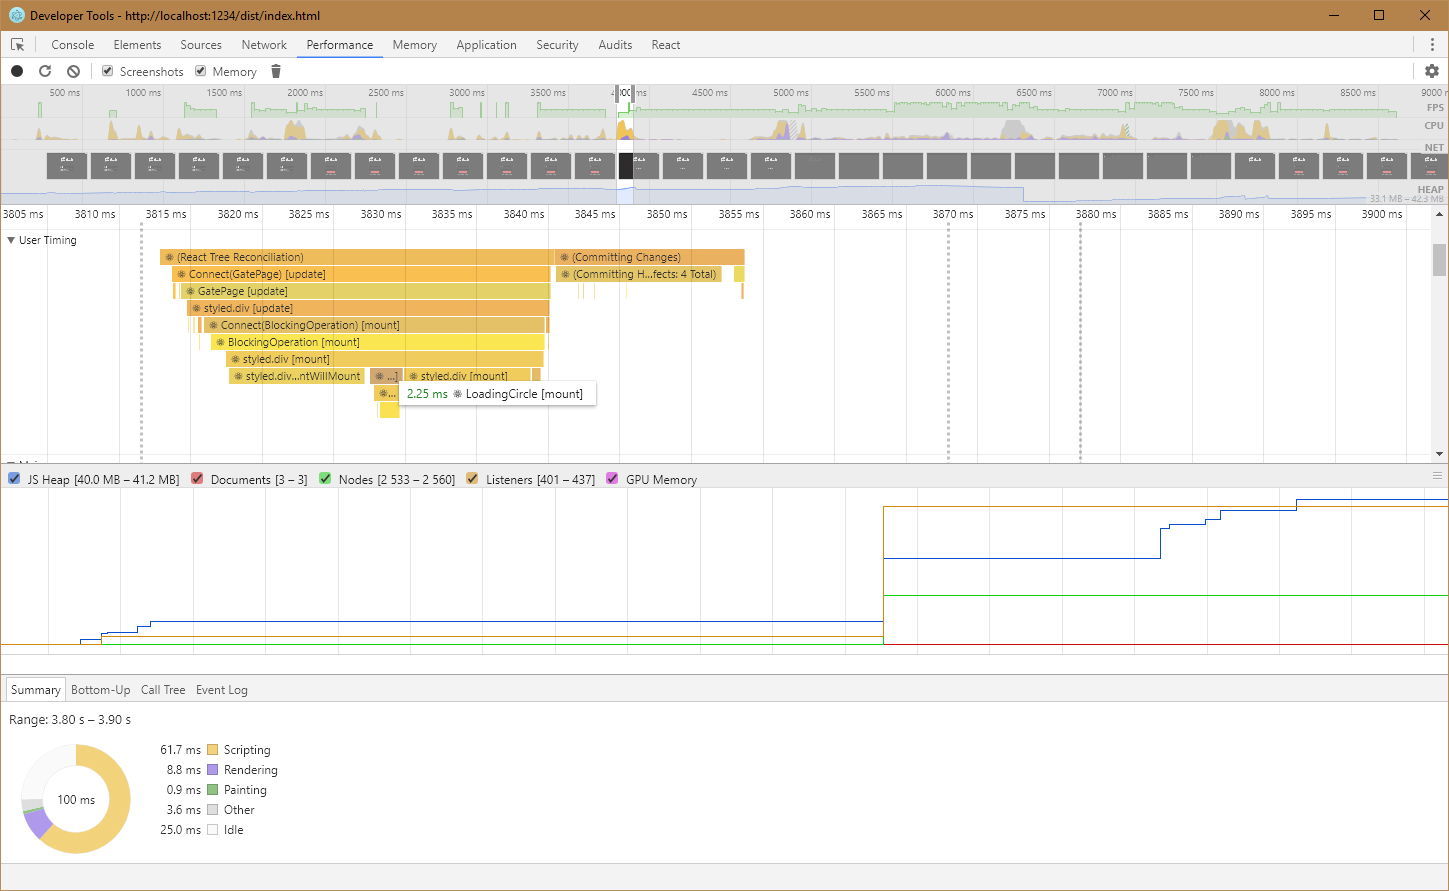 Developer Tools - http://localhost:1234/dist/index.html
Console Elements Sources Network Performance Memory Application Security Audits React
Screenshots Memory
500 ms 1000 ms 1500 ms 2000 ms 2500 ms 3000 ms 3500 ms 4000 ms 4500 ms 5000 ms 5500 ms 6000 ms 6500 ms 7000 ms 7500 ms 8000 ms 8500 ms 9000 m
FPS
CPU
NET
HEAP
33.1 MB – 42.3 MB
3805 ms 3810 ms 3815 ms 3820 ms 3825 ms 3830 ms 3835 ms 3840 ms 3845 ms 3850 ms 3855 ms 3860 ms 3865 ms 3870 ms 3875 ms 3880 ms 3885 ms 3890 ms 3895 ms 3900 ms
User Timing
(React Tree Reconciliation) (Committing Changes)
Connect(GatePage) [update] (Committing H...fects: 4 Total)
GatePage [update]
styled.div [update]
Connect(BlockingOperation) [mount]
BlockingOperation [mount]
styled.div [mount]
styled.div...ntWillMount ...] styled.div [mount]
... 2.25 ms LoadingCircle [mount]
JS Heap [40.0 MB – 41.2 MB] Documents [3 – 3] Nodes [2 533 – 2 560] Listeners [401 – 437] GPU Memory
Summary Bottom-Up Call Tree Event Log
Range: 3.80 s – 3.90 s
100 ms
61.7 ms Scripting
8.8 ms Rendering
0.9 ms Painting
3.6 ms Other
25.0 ms Idle